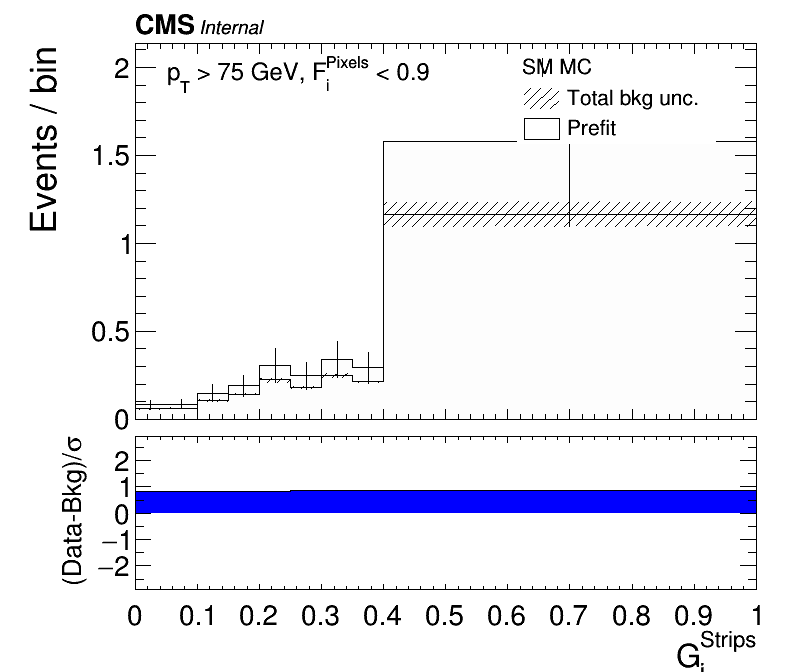 CMS Internal
p_T > 75 GeV, F_i^Pixels < 0.9
SM MC
Total bkg unc.
Prefit
Events / bin
2
1.5
1
0.5
0
(Data-Bkg)/σ
2
1
0
−1
−2
0 0.1 0.2 0.3 0.4 0.5 0.6 0.7 0.8 0.9 1
G_i^Strips